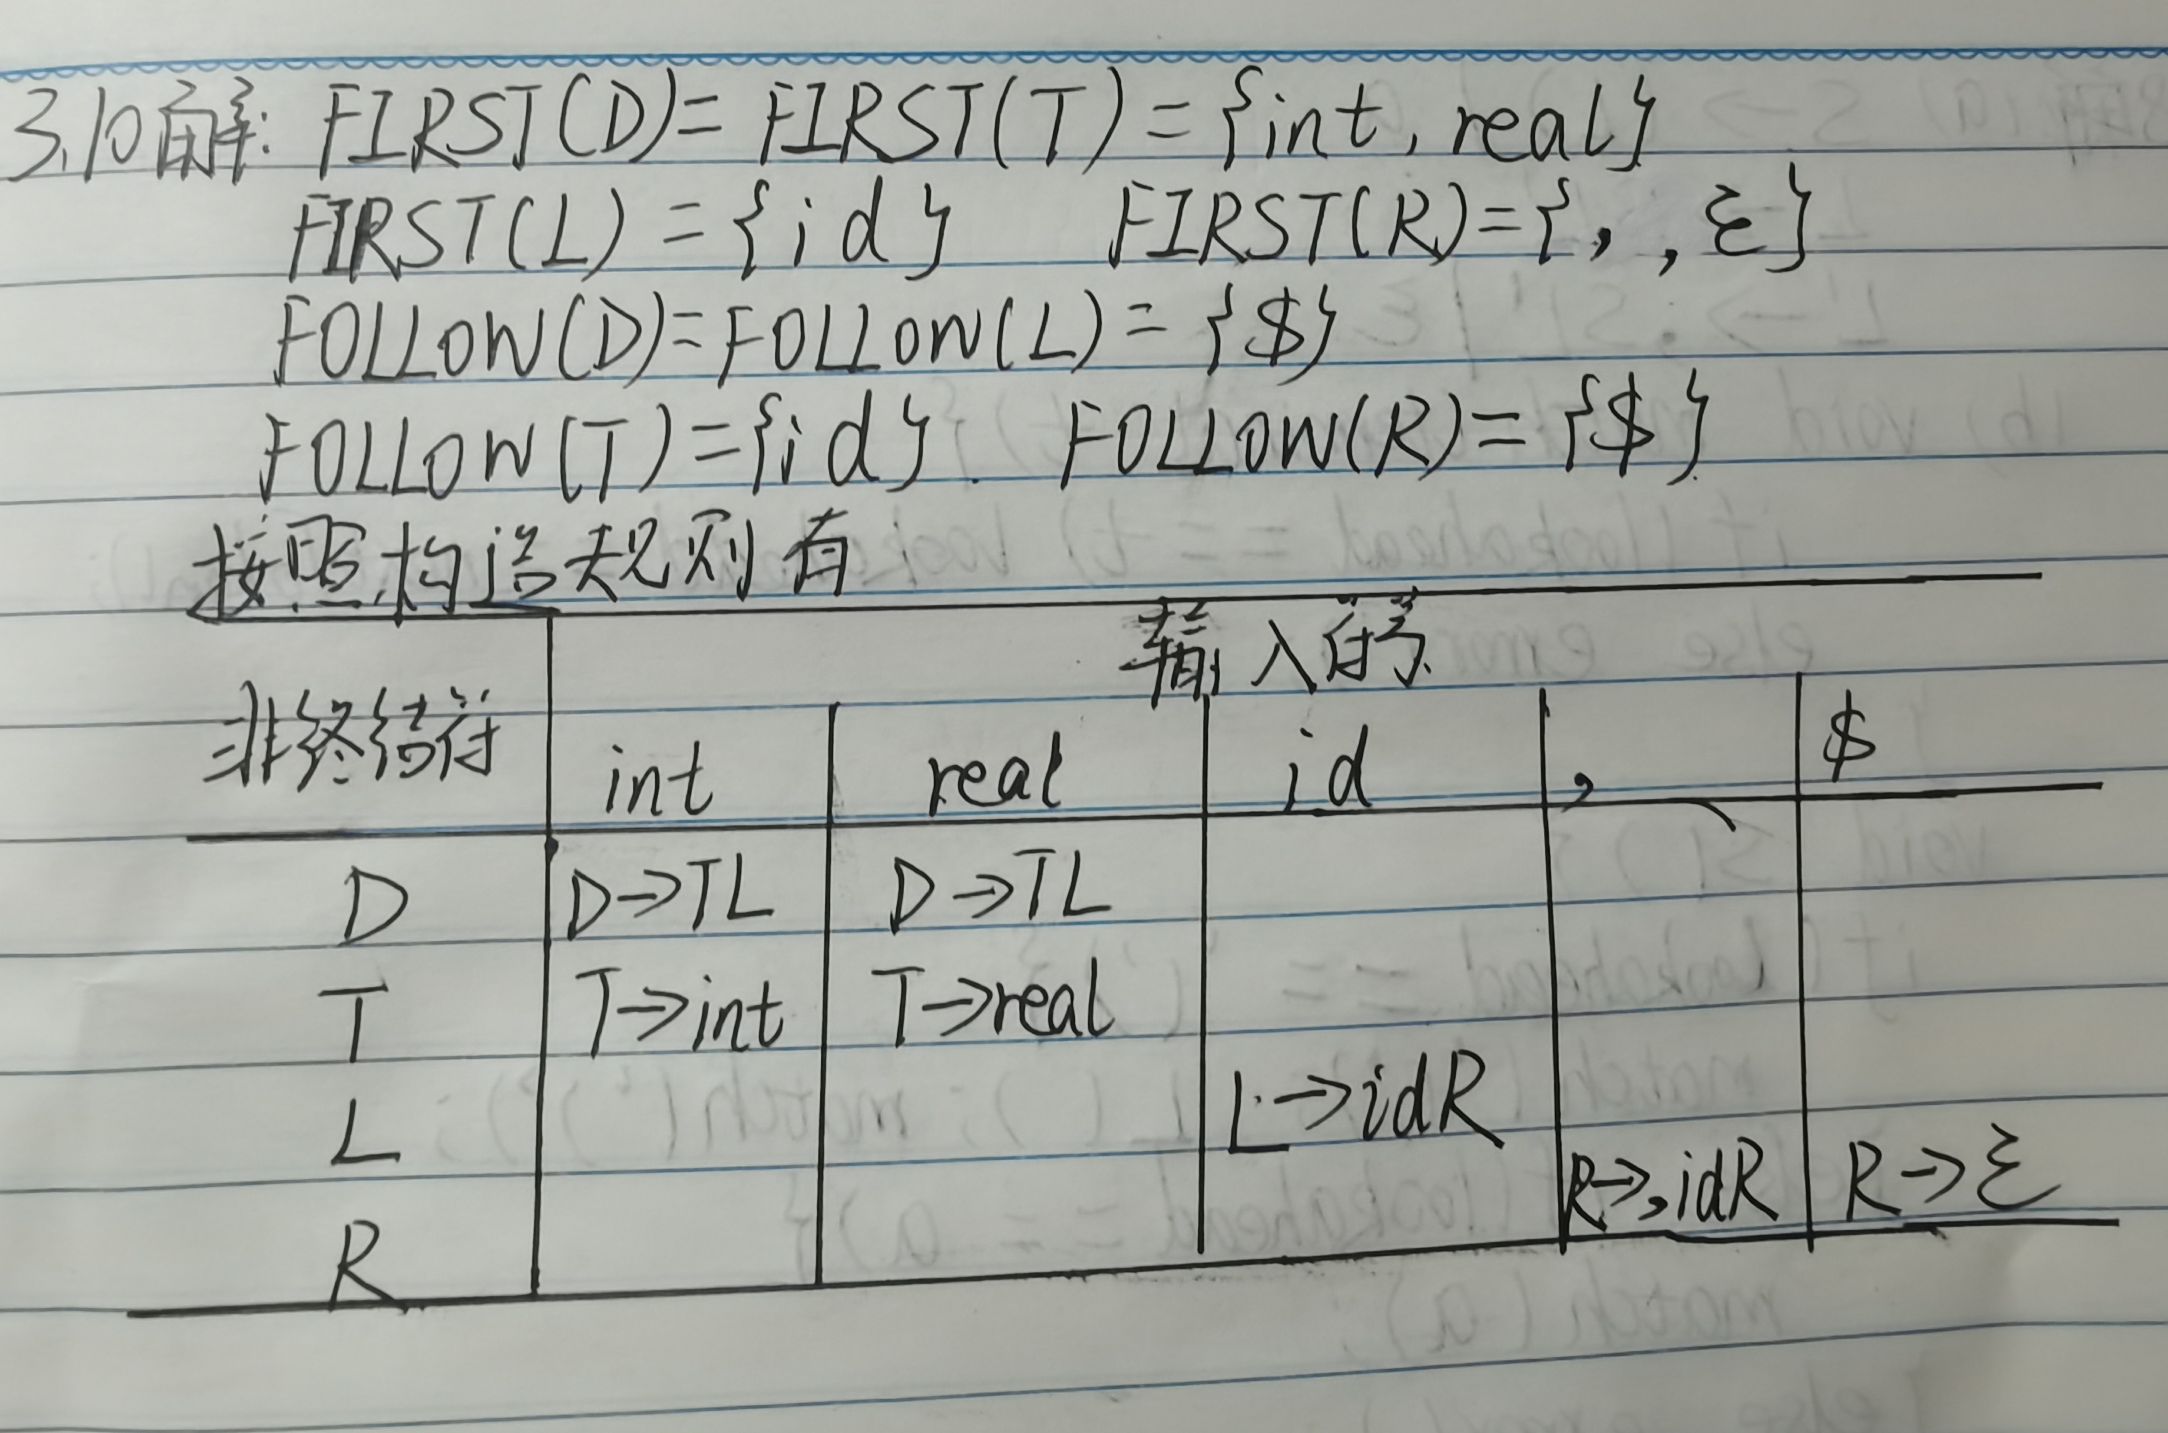 3.10解: FIRST(D)=FIRST(T)={int, real}
FIRST(L)={id} FIRST(R)={, , ε}
FOLLOW(D)=FOLLOW(L)={$}
FOLLOW(T)={id} FOLLOW(R)={$}
按照构造规则有
非终结符 输入符号
int real id , $
D D→TL D→TL
T T→int T→real
L L→idR
R R→,idR R→ε